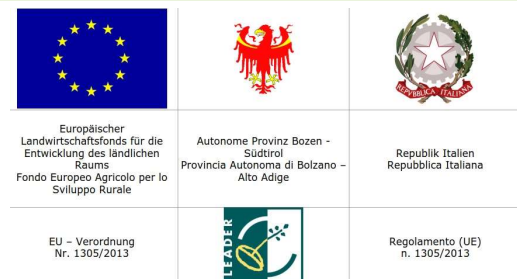 REPVBBLICA ITALIANA
Europäischer
Landwirtschaftsfonds für die
Entwicklung des ländlichen
Raums
Fondo Europeo Agricolo per lo
Sviluppo Rurale
Autonome Provinz Bozen -
Südtirol
Provincia Autonoma di Bolzano –
Alto Adige
Republik Italien
Repubblica Italiana
EU – Verordnung
Nr. 1305/2013
LEADER
Regolamento (UE)
n. 1305/2013